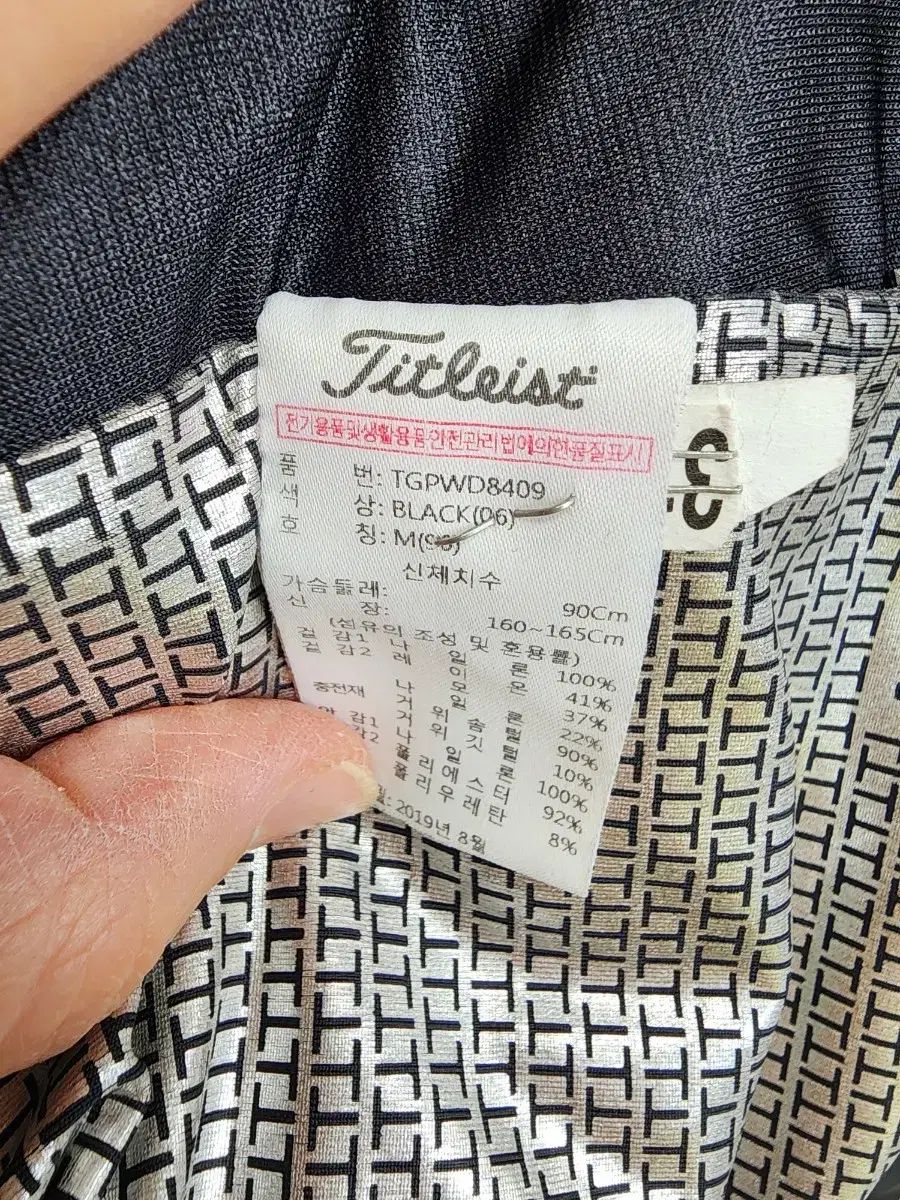 Titleist
전기용품및생활용품안전관리법에의한품질표시
품 번: TGPWD8409
색 상: BLACK(06)
호 칭: M(90)
신체치수
가슴둘레: 90Cm
신 장: 160~165Cm
(섬유의 조성 및 혼용률)
겉 감1 나 일 론 100%
겉 감2 레 이 온 41%
나 일 론 37%
모 22%
충전재 거 위 솜 털 90%
거 위 깃 털 10%
감1 나 일 론 100%
감2 폴 리 에 스 터 92%
폴 리 우 레 탄 8%
2019년 8월